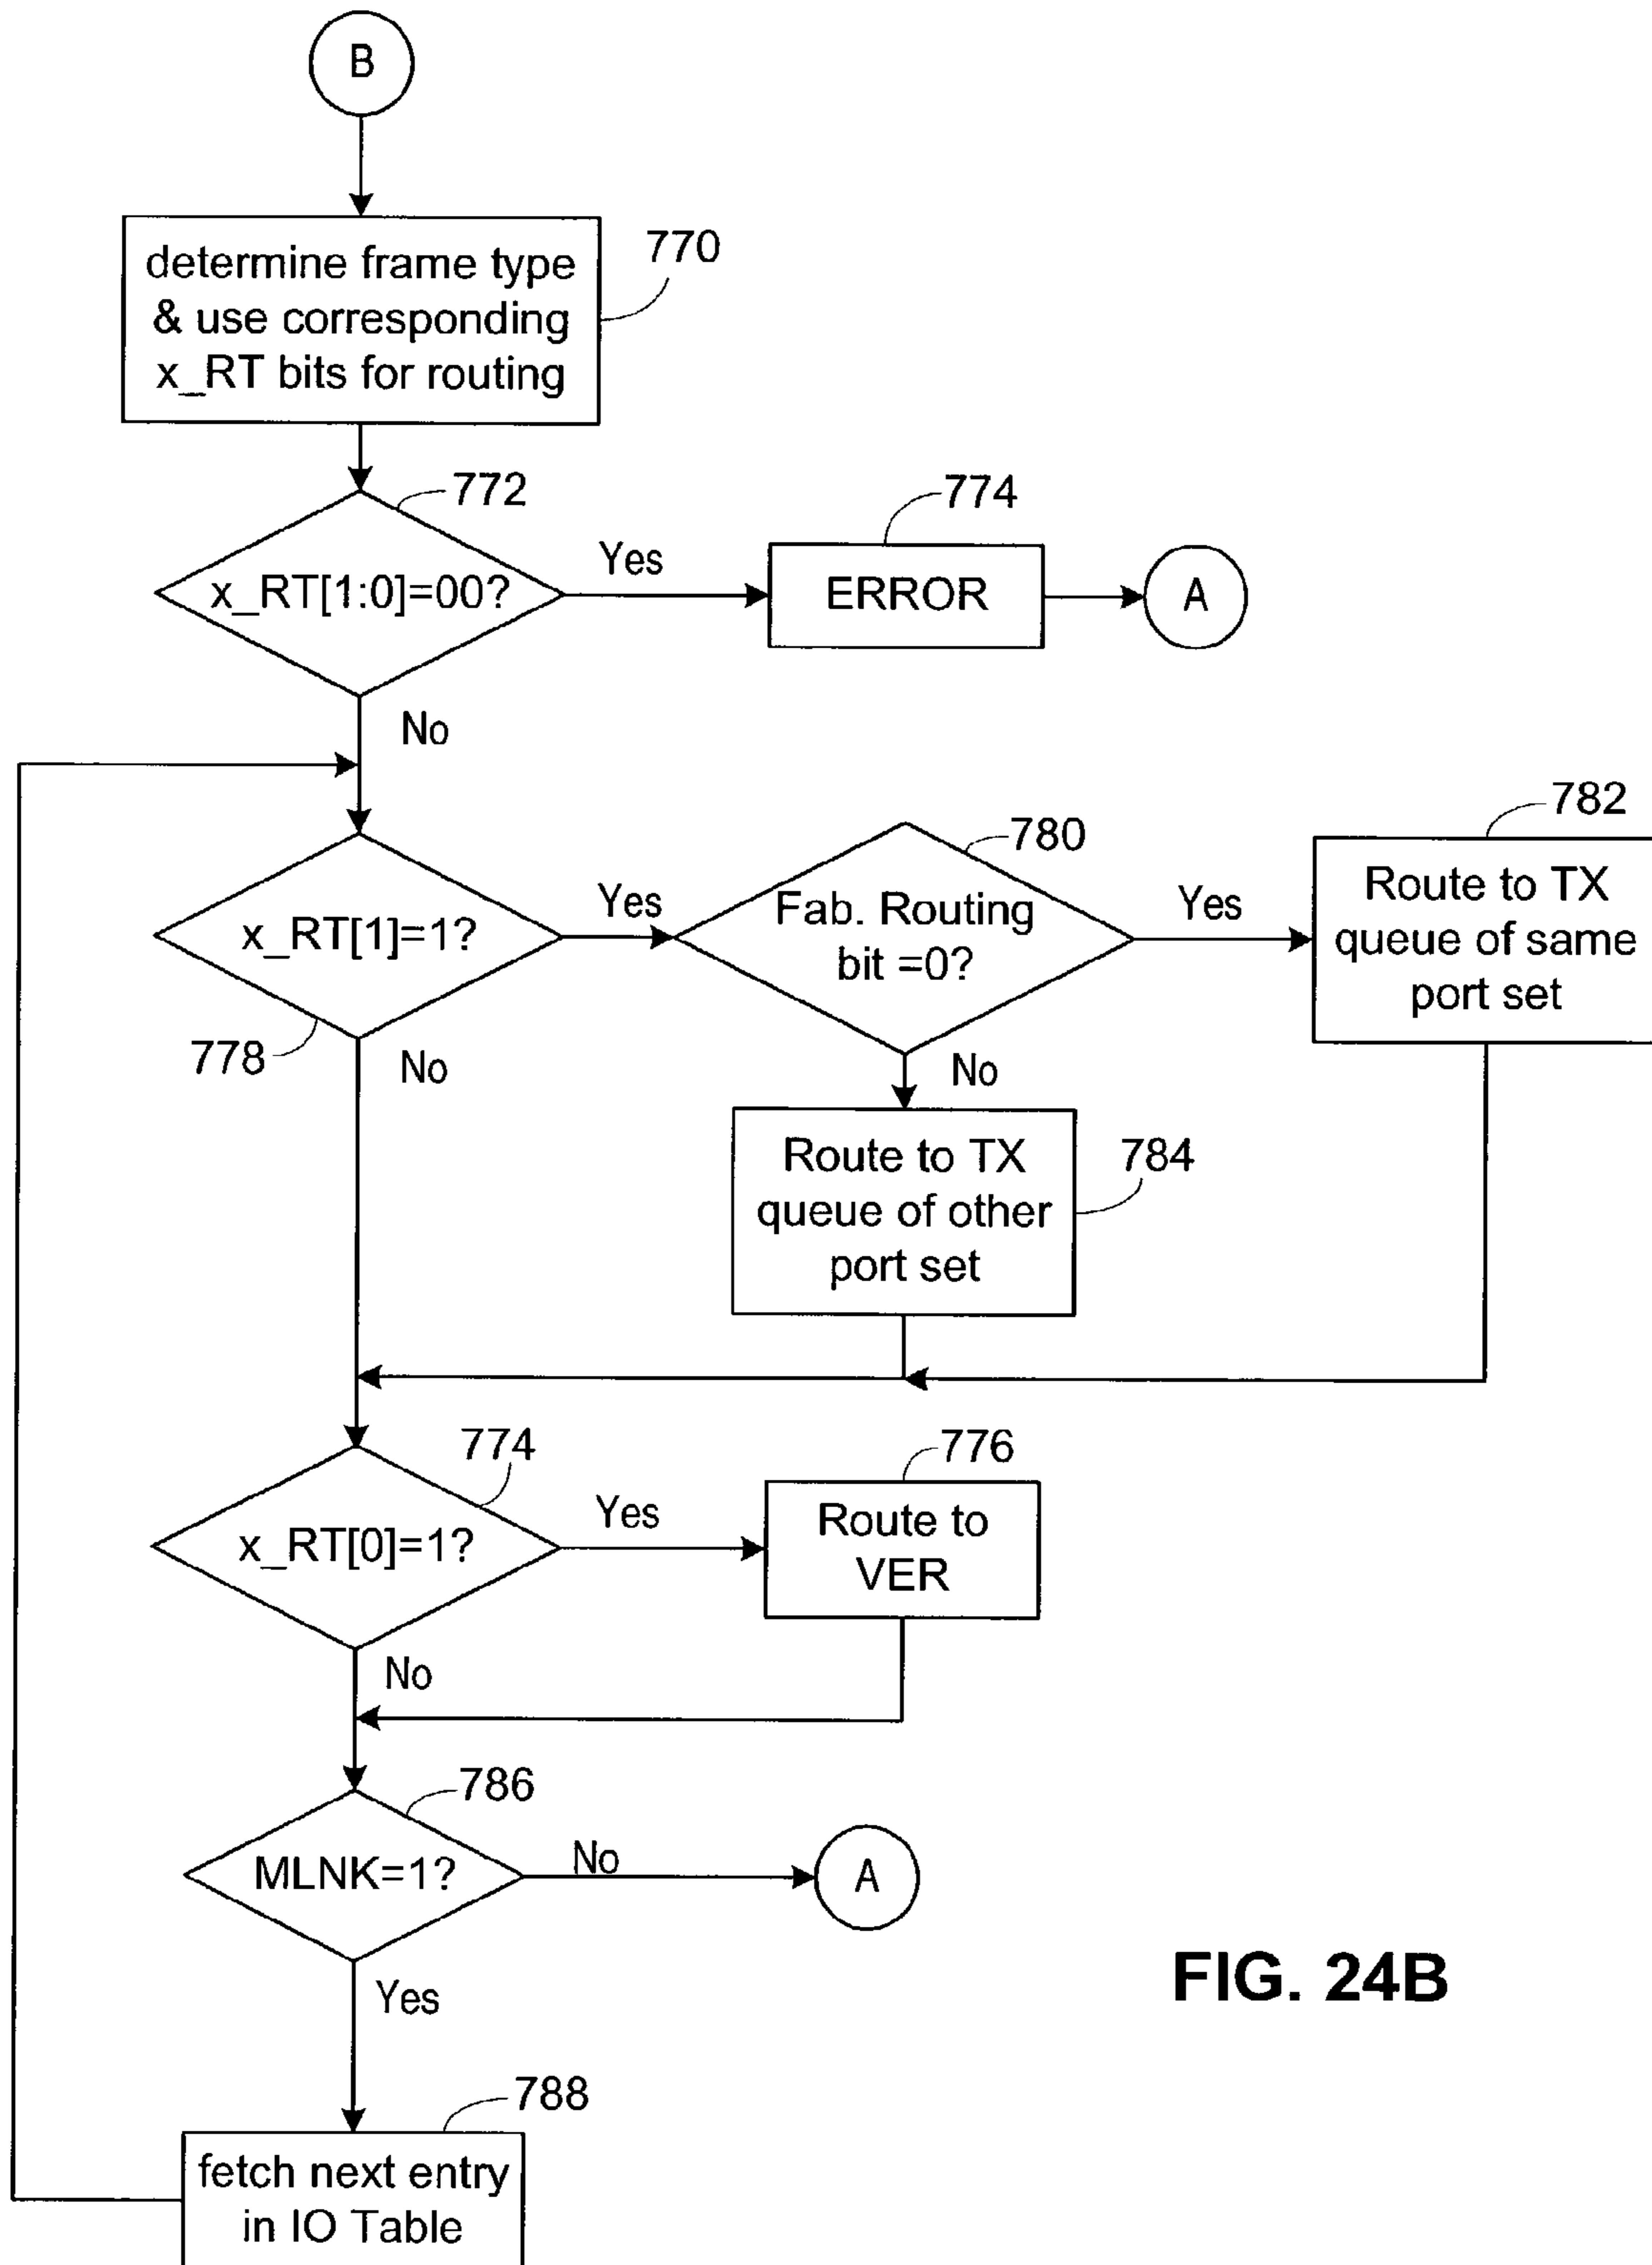 B
determine frame type
& use corresponding
x_RT bits for routing
770
772
x_RT[1:0]=00?
Yes
774
ERROR
A
No
778
x_RT[1]=1?
Yes
780
Fab. Routing
bit =0?
Yes
782
Route to TX
queue of same
port set
No
No
784
Route to TX
queue of other
port set
774
x_RT[0]=1?
Yes
776
Route to
VER
No
786
MLNK=1?
No
A
Yes
788
fetch next entry
in IO Table
FIG. 24B